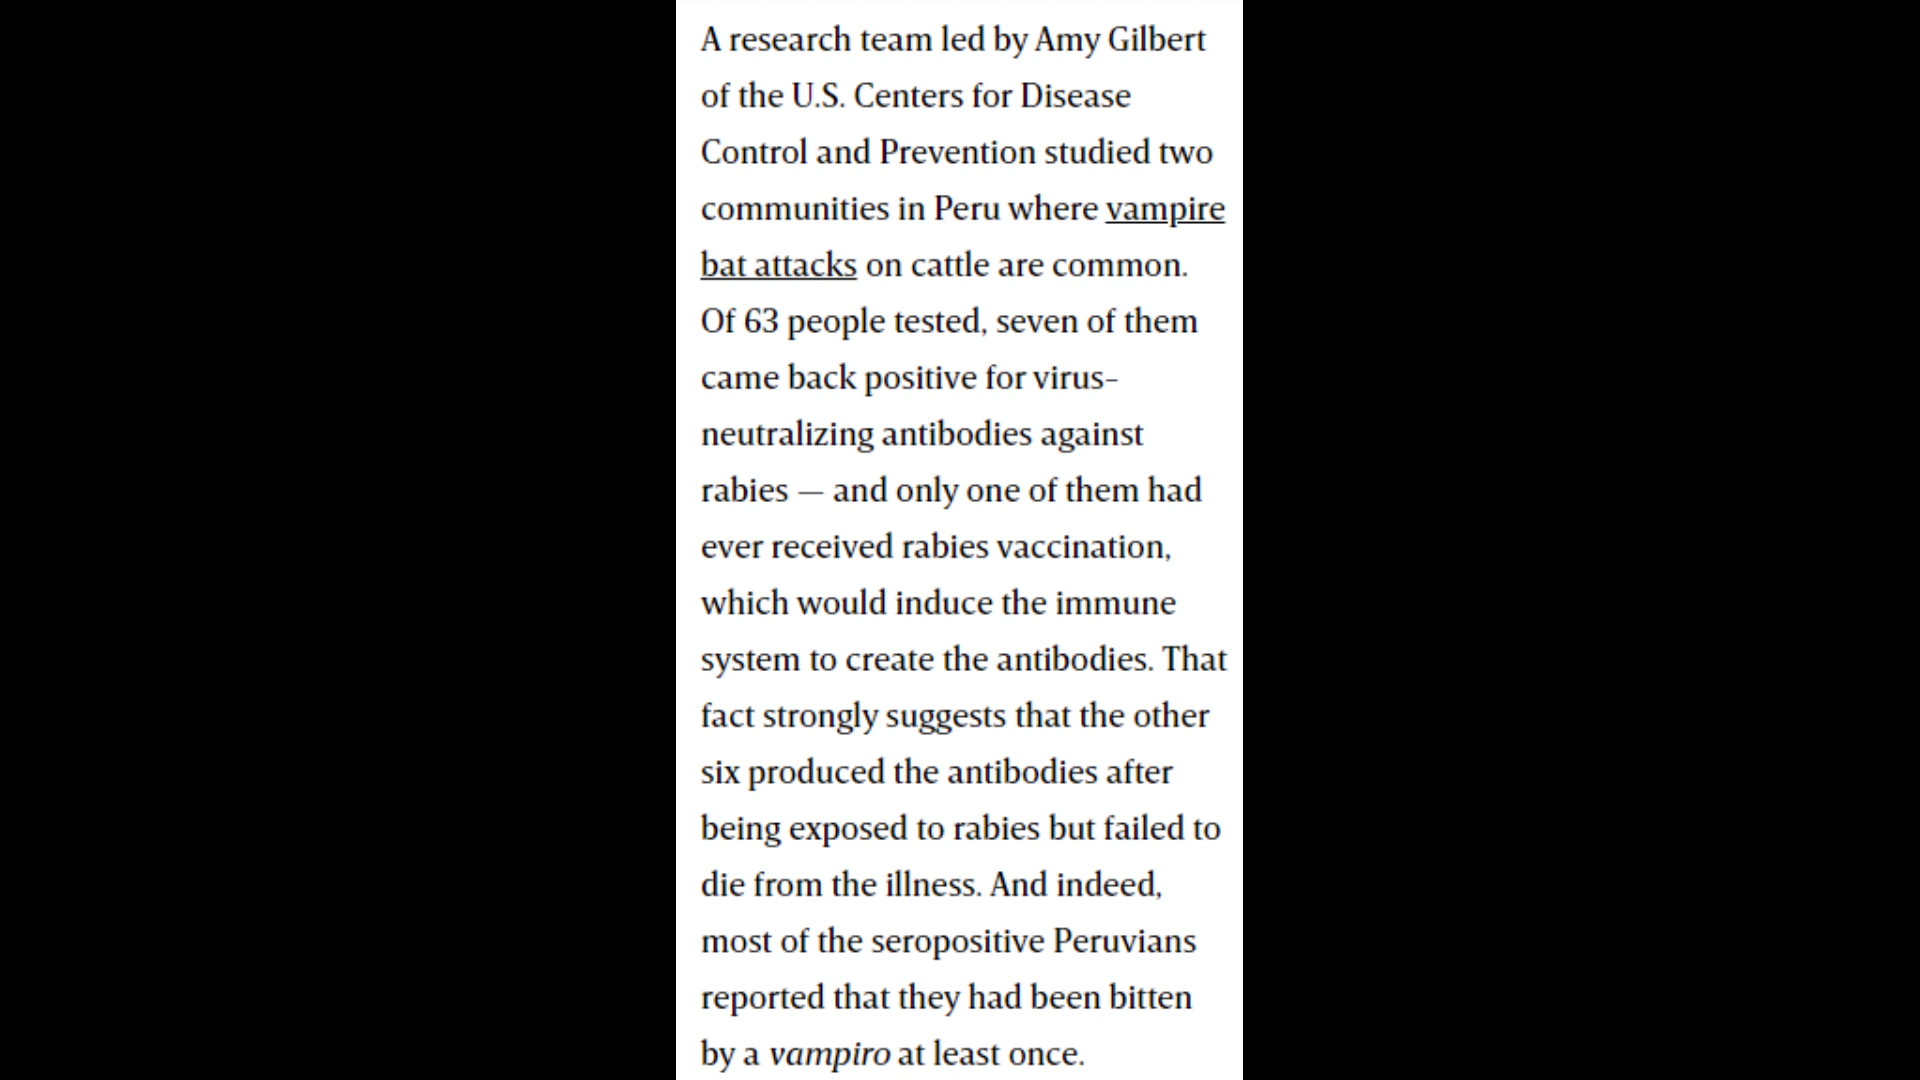 A research team led by Amy Gilbert
of the U.S. Centers for Disease
Control and Prevention studied two
communities in Peru where vampire
bat attacks on cattle are common.
Of 63 people tested, seven of them
came back positive for virus-
neutralizing antibodies against
rabies — and only one of them had
ever received rabies vaccination,
which would induce the immune
system to create the antibodies. That
fact strongly suggests that the other
six produced the antibodies after
being exposed to rabies but failed to
die from the illness. And indeed,
most of the seropositive Peruvians
reported that they had been bitten
by a vampiro at least once.